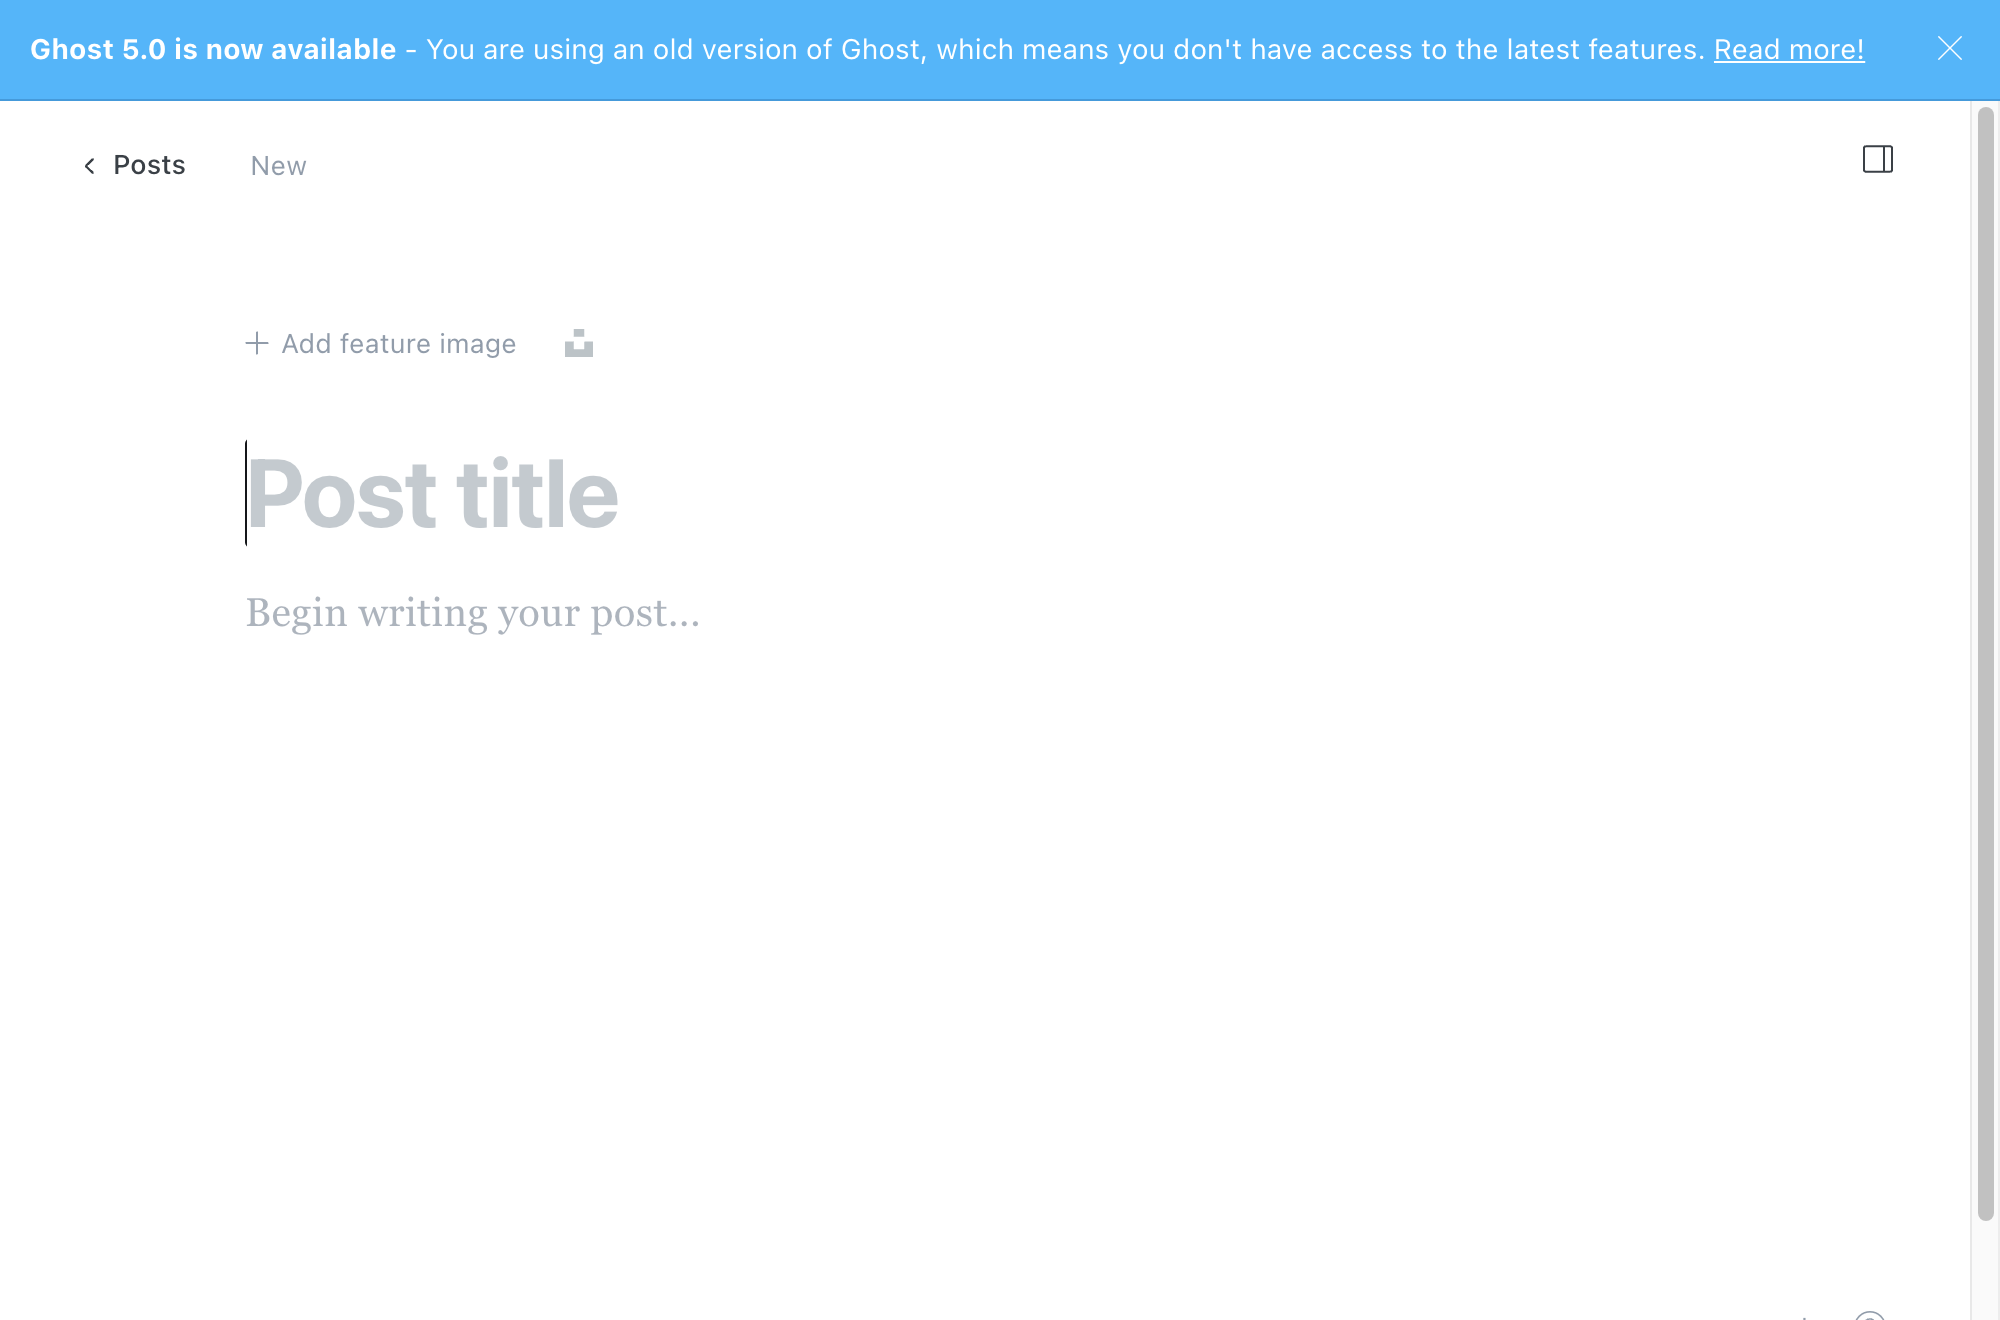 Ghost 5.0 is now available - You are using an old version of Ghost, which means you don't have access to the latest features. Read more!
Posts New
Add feature image
Post title
Begin writing your post...